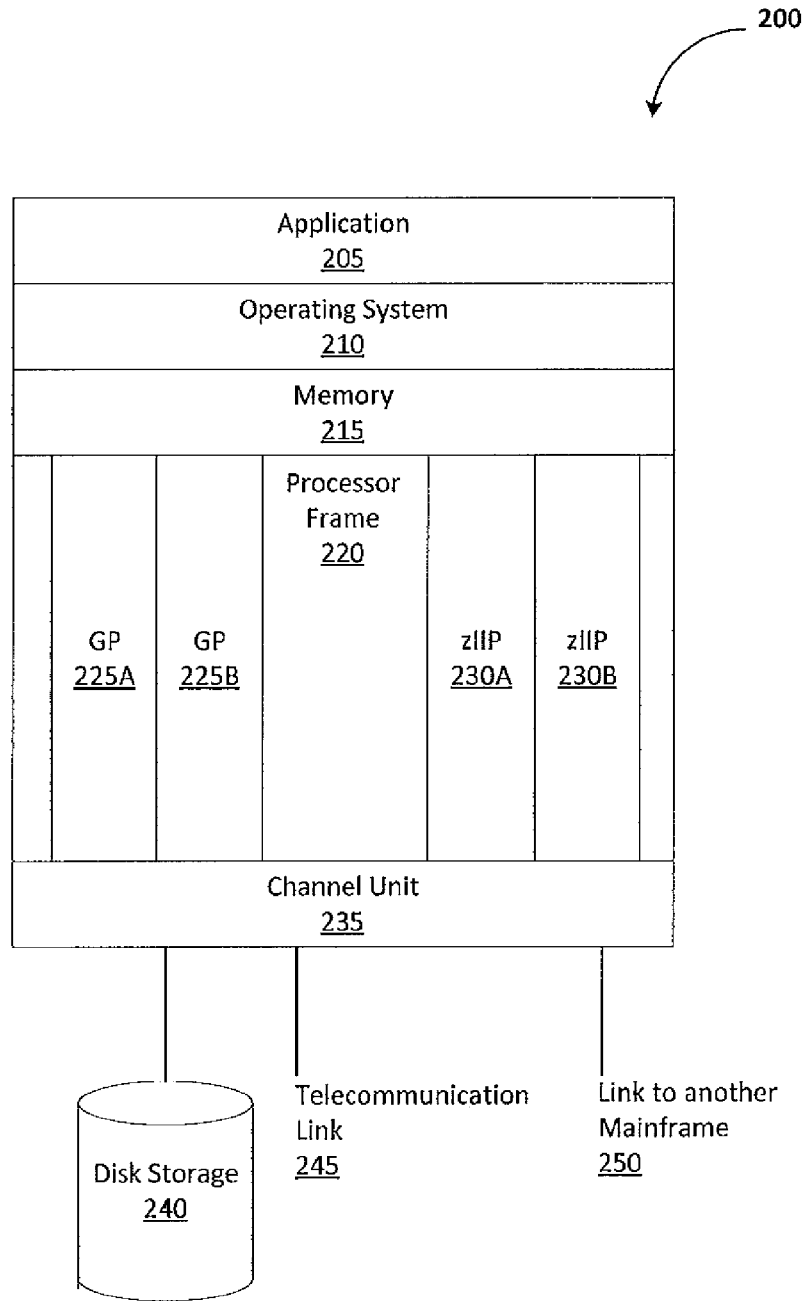 200
Application
205
Operating System
210
Memory
215
Processor
Frame
220
GP
225A
GP
225B
zIIP
230A
zIIP
230B
Channel Unit
235
Disk Storage
240
Telecommunication
Link
245
Link to another
Mainframe
250